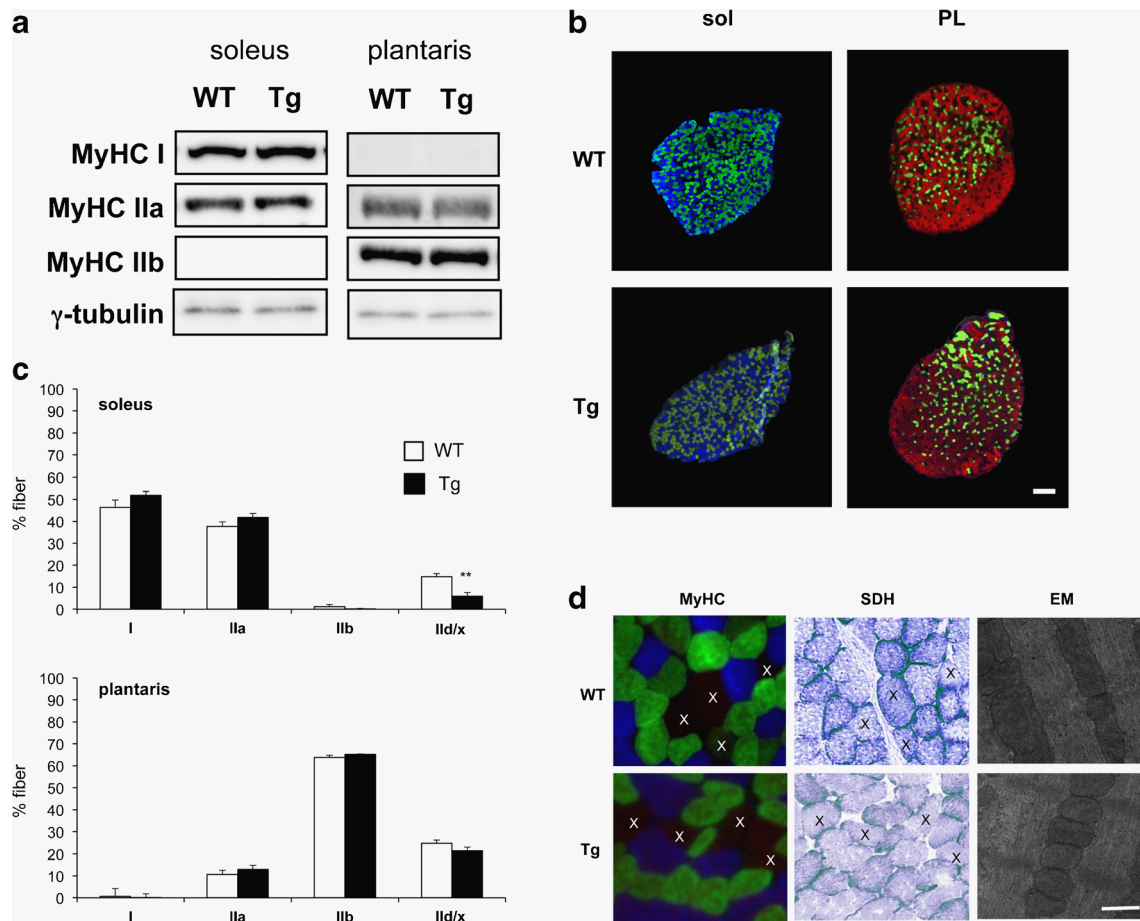 a
soleus plantaris
WT Tg WT Tg
MyHC I
MyHC IIa
MyHC IIb
γ-tubulin
b
sol PL
WT
Tg
c
100
90
80
70
60
50
40
30
20
10
0
% fiber
soleus
WT
Tg
**
I IIa IIb IId/x
100
90
80
70
60
50
40
30
20
10
0
% fiber
plantaris
I IIa IIb IId/x
d
MyHC SDH EM
WT
X
X
X
X
X
X
X
X
Tg
X
X
X
X
X
X
X
X